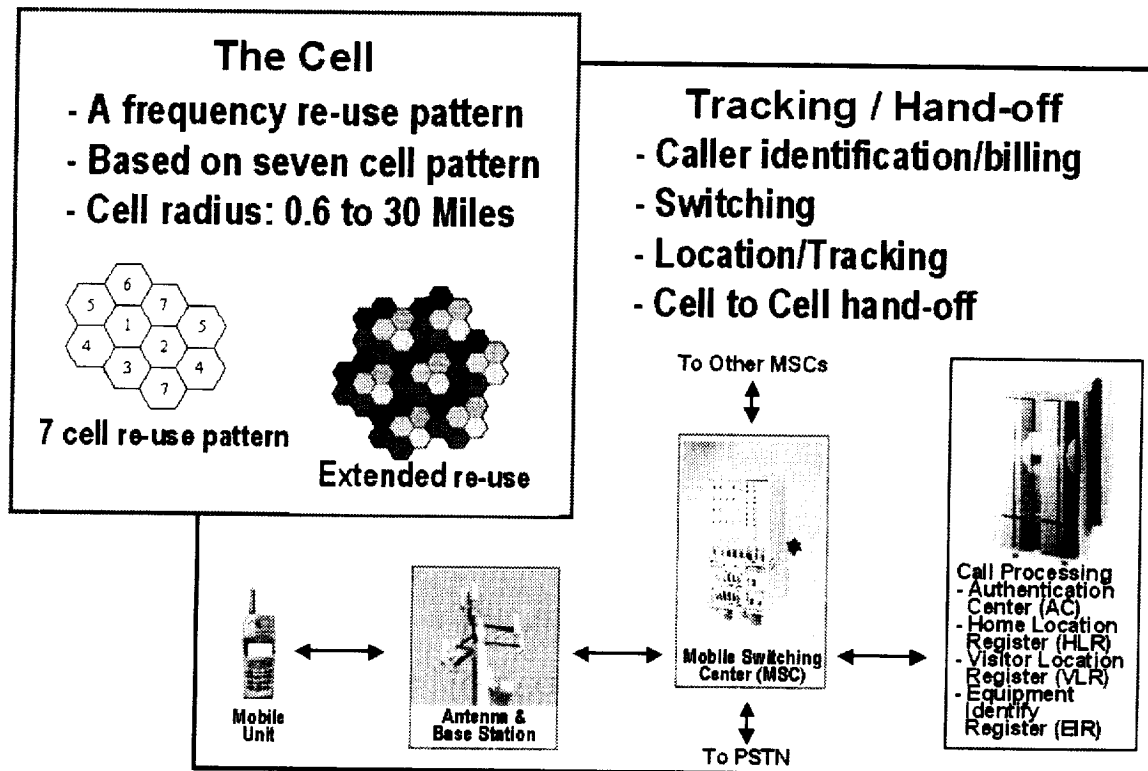 The Cell
- A frequency re-use pattern
- Based on seven cell pattern
- Cell radius: 0.6 to 30 Miles
6
5
7
1
5
4
2
3
4
7
7 cell re-use pattern
Extended re-use
Tracking / Hand-off
- Caller identification/billing
- Switching
- Location/Tracking
- Cell to Cell hand-off
To Other MSCs
Mobile Switching
Center (MSC)
To PSTN
Mobile
Unit
Antenna &
Base Station
Call Processing
- Authentication
Center (AC)
- Home Location
Register (HLR)
- Visitor Location
Register (VLR)
- Equipment
Identify
Register (EIR)